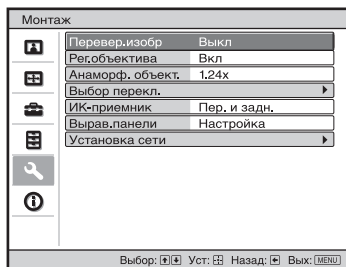 Монтаж
Перевер.изобр Выкл
Рег.объектива Вкл
Анаморф. объект. 1.24x
Выбор перекл.
ИК-приемник Пер. и задн.
Вырав.панели Настройка
Установка сети
Выбор: Уст: Назад: Вых: MENU